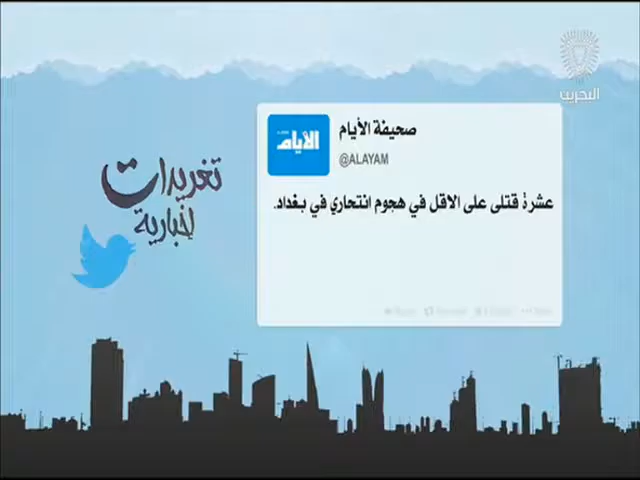 البحرين
صحيفة الأيام
الأيام
@ALAYAM
تغريدات
إخبارية
عشرة قتلى على الاقل في هجوم انتحاري في بغداد.